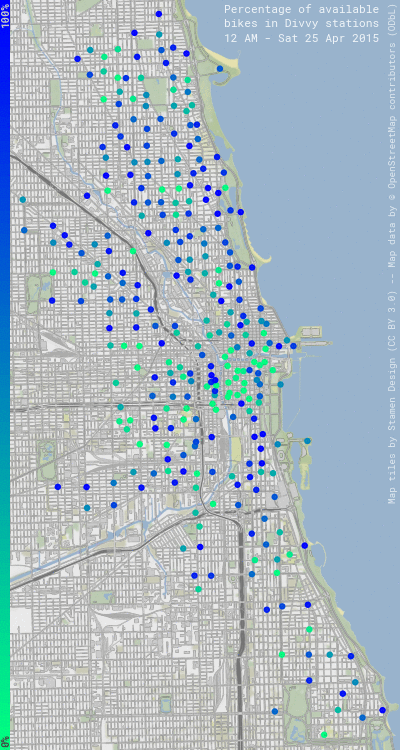 100%
Percentage of available
bikes in Divvy stations
12 AM - Sat 25 Apr 2015
Map tiles by Stamen Design (CC BY 3.0) -- Map data by © OpenStreetMap contributors (ODbL)
0%